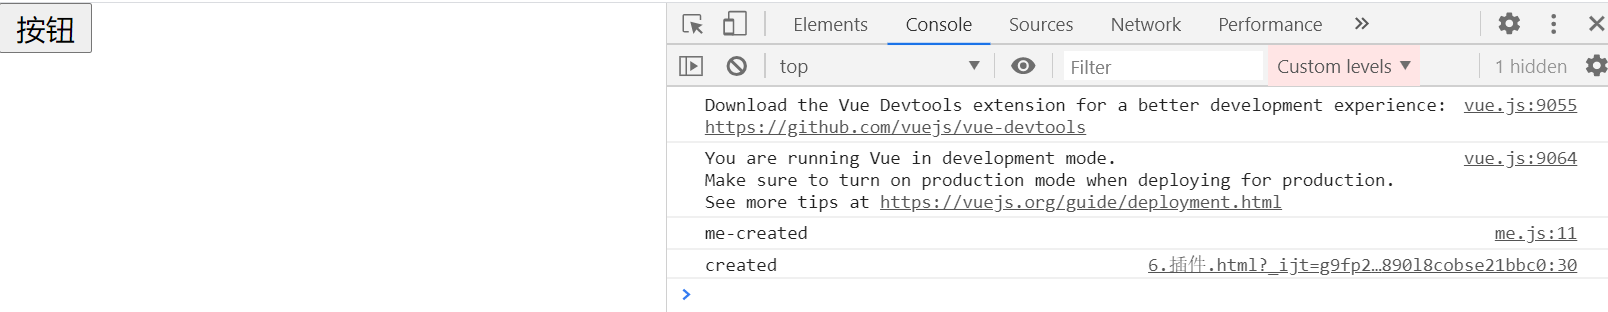 按钮
Elements Console Sources Network Performance
top Filter Custom levels 1 hidden
Download the Vue Devtools extension for a better development experience: vue.js:9055
https://github.com/vuejs/vue-devtools
You are running Vue in development mode. vue.js:9064
Make sure to turn on production mode when deploying for production.
See more tips at https://vuejs.org/guide/deployment.html
me-created me.js:11
created 6.插件.html?_ijt=g9fp2…890l8cobse21bbc0:30